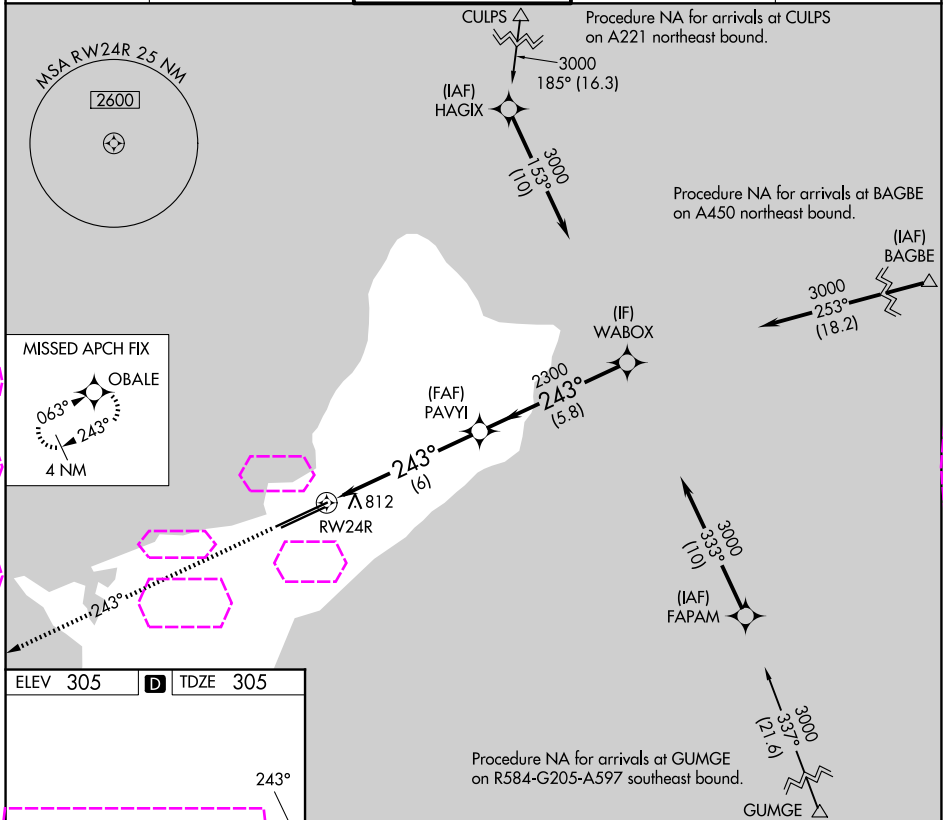 MSA RW24R 25 NM
2600
CULPS
Procedure NA for arrivals at CULPS
on A221 northeast bound.
3000
185° (16.3)
(IAF)
HAGIX
3000
153°
(10)
Procedure NA for arrivals at BAGBE
on A450 northeast bound.
(IAF)
BAGBE
3000
253°
(18.2)
(IF)
WABOX
2300
243°
(5.8)
(FAF)
PAVYI
243°
(6)
812
RW24R
MISSED APCH FIX
OBALE
063°
243°
4 NM
243°
3000
333°
(10)
(IAF)
FAPAM
3000
337°
(21.6)
GUMGE
Procedure NA for arrivals at GUMGE
on R584-G205-A597 southeast bound.
ELEV 305 D TDZE 305
243°